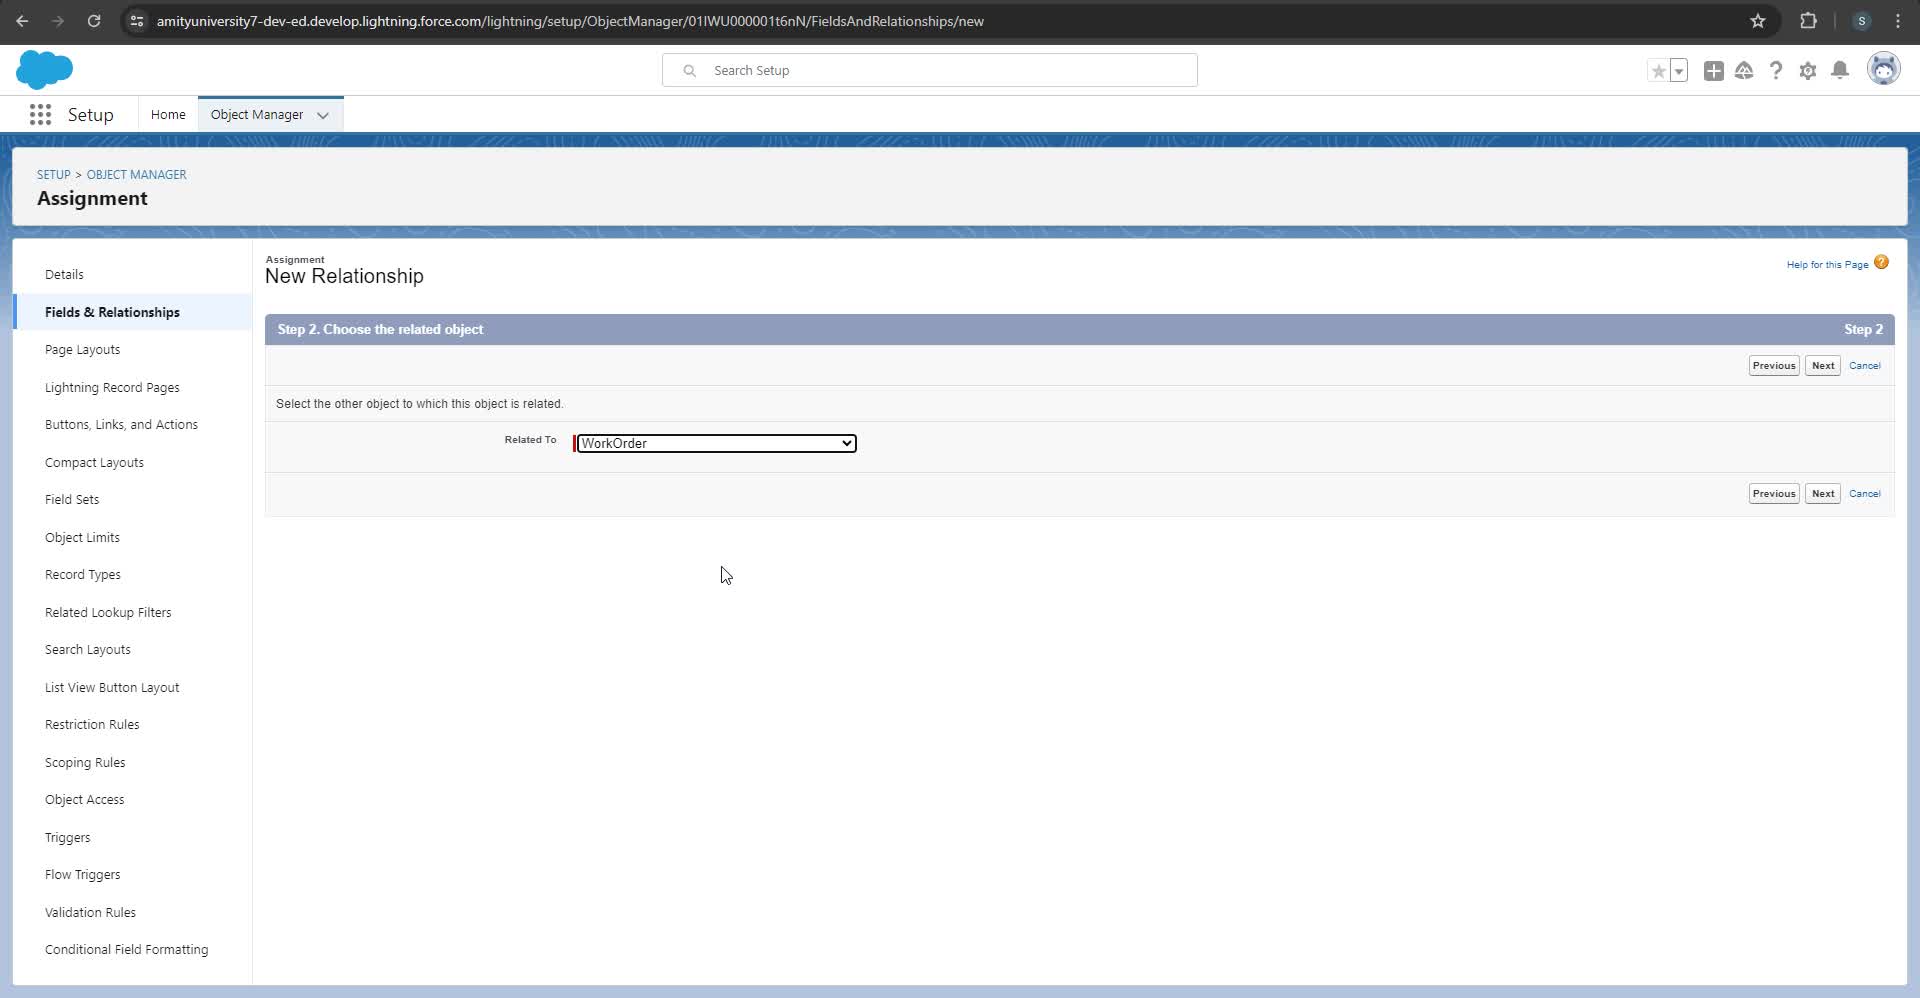 amityuniversity7-dev-ed.develop.lightning.force.com/lightning/setup/ObjectManager/01IWU000001t6nN/FieldsAndRelationships/new
S
Search Setup
Setup
Home
Object Manager
SETUP > OBJECT MANAGER
Assignment
Details
Fields & Relationships
Page Layouts
Lightning Record Pages
Buttons, Links, and Actions
Compact Layouts
Field Sets
Object Limits
Record Types
Related Lookup Filters
Search Layouts
List View Button Layout
Restriction Rules
Scoping Rules
Object Access
Triggers
Flow Triggers
Validation Rules
Conditional Field Formatting
Assignment
New Relationship
Help for this Page ?
Step 2. Choose the related object
Step 2
Previous Next Cancel
Select the other object to which this object is related.
Related To WorkOrder
Previous Next Cancel